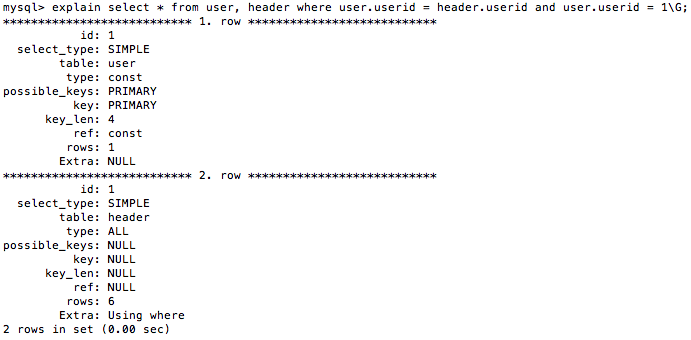 mysql> explain select * from user, header where user.userid = header.userid and user.userid = 1\G;
*************************** 1. row ***************************
           id: 1
  select_type: SIMPLE
        table: user
         type: const
possible_keys: PRIMARY
          key: PRIMARY
      key_len: 4
          ref: const
         rows: 1
        Extra: NULL
*************************** 2. row ***************************
           id: 1
  select_type: SIMPLE
        table: header
         type: ALL
possible_keys: NULL
          key: NULL
      key_len: NULL
          ref: NULL
         rows: 6
        Extra: Using where
2 rows in set (0.00 sec)